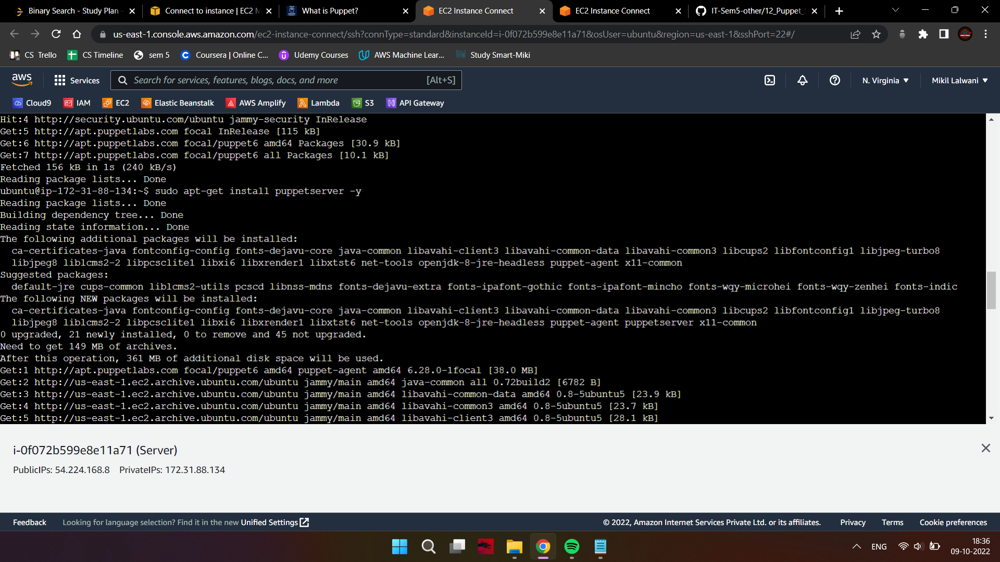 Binary Search - Study Plan -
Connect to instance | EC2 M
What is Puppet?
EC2 Instance Connect
EC2 Instance Connect
IT-Sem5-other/12_Puppet_
us-east-1.console.aws.amazon.com/ec2-instance-connect/ssh?connType=standard&instanceId=i-0f072b599e8e11a71&osUser=ubuntu&region=us-east-1&sshPort=22#/
CS Trello
CS Timeline
sem 5
Coursera | Online C...
Udemy Courses
AWS Machine Lear...
Study Smart-Miki
aws
Services
Search for services, features, blogs, docs, and more
[Alt+S]
N. Virginia
Mikil Lalwani
Cloud9
IAM
EC2
Elastic Beanstalk
AWS Amplify
Lambda
S3
API Gateway
Hit:4 http://security.ubuntu.com/ubuntu jammy-security InRelease
Get:5 http://apt.puppetlabs.com focal InRelease [115 kB]
Get:6 http://apt.puppetlabs.com focal/puppet6 amd64 Packages [30.9 kB]
Get:7 http://apt.puppetlabs.com focal/puppet6 all Packages [10.1 kB]
Fetched 156 kB in 1s (240 kB/s)
Reading package lists... Done
ubuntu@ip-172-31-88-134:~$ sudo apt-get install puppetserver -y
Reading package lists... Done
Building dependency tree... Done
Reading state information... Done
The following additional packages will be installed:
ca-certificates-java fontconfig-config fonts-dejavu-core java-common libavahi-client3 libavahi-common-data libavahi-common3 libcups2 libfontconfig1 libjpeg-turbo8
libjpeg8 liblcms2-2 libpcsclite1 libxi6 libxrender1 libxtst6 net-tools openjdk-8-jre-headless puppet-agent x11-common
Suggested packages:
default-jre cups-common liblcms2-utils pcscd libnss-mdns fonts-dejavu-extra fonts-ipafont-gothic fonts-ipafont-mincho fonts-wqy-microhei fonts-wqy-zenhei fonts-indic
The following NEW packages will be installed:
ca-certificates-java fontconfig-config fonts-dejavu-core java-common libavahi-client3 libavahi-common-data libavahi-common3 libcups2 libfontconfig1 libjpeg-turbo8
libjpeg8 liblcms2-2 libpcsclite1 libxi6 libxrender1 libxtst6 net-tools openjdk-8-jre-headless puppet-agent puppetserver x11-common
0 upgraded, 21 newly installed, 0 to remove and 45 not upgraded.
Need to get 149 MB of archives.
After this operation, 361 MB of additional disk space will be used.
Get:1 http://apt.puppetlabs.com focal/puppet6 amd64 puppet-agent amd64 6.28.0-1focal [38.0 MB]
Get:2 http://us-east-1.ec2.archive.ubuntu.com/ubuntu jammy/main amd64 java-common all 0.72build2 [6782 B]
Get:3 http://us-east-1.ec2.archive.ubuntu.com/ubuntu jammy/main amd64 libavahi-common-data amd64 0.8-5ubuntu5 [23.9 kB]
Get:4 http://us-east-1.ec2.archive.ubuntu.com/ubuntu jammy/main amd64 libavahi-common3 amd64 0.8-5ubuntu5 [23.7 kB]
Get:5 http://us-east-1.ec2.archive.ubuntu.com/ubuntu jammy/main amd64 libavahi-client3 amd64 0.8-5ubuntu5 [28.1 kB]
i-0f072b599e8e11a71 (Server)
PublicIPs: 54.224.168.8 PrivateIPs: 172.31.88.134
Feedback
Looking for language selection? Find it in the new Unified Settings
© 2022, Amazon Internet Services Private Ltd. or its affiliates.
Privacy
Terms
Cookie preferences
ENG
18:36
09-10-2022